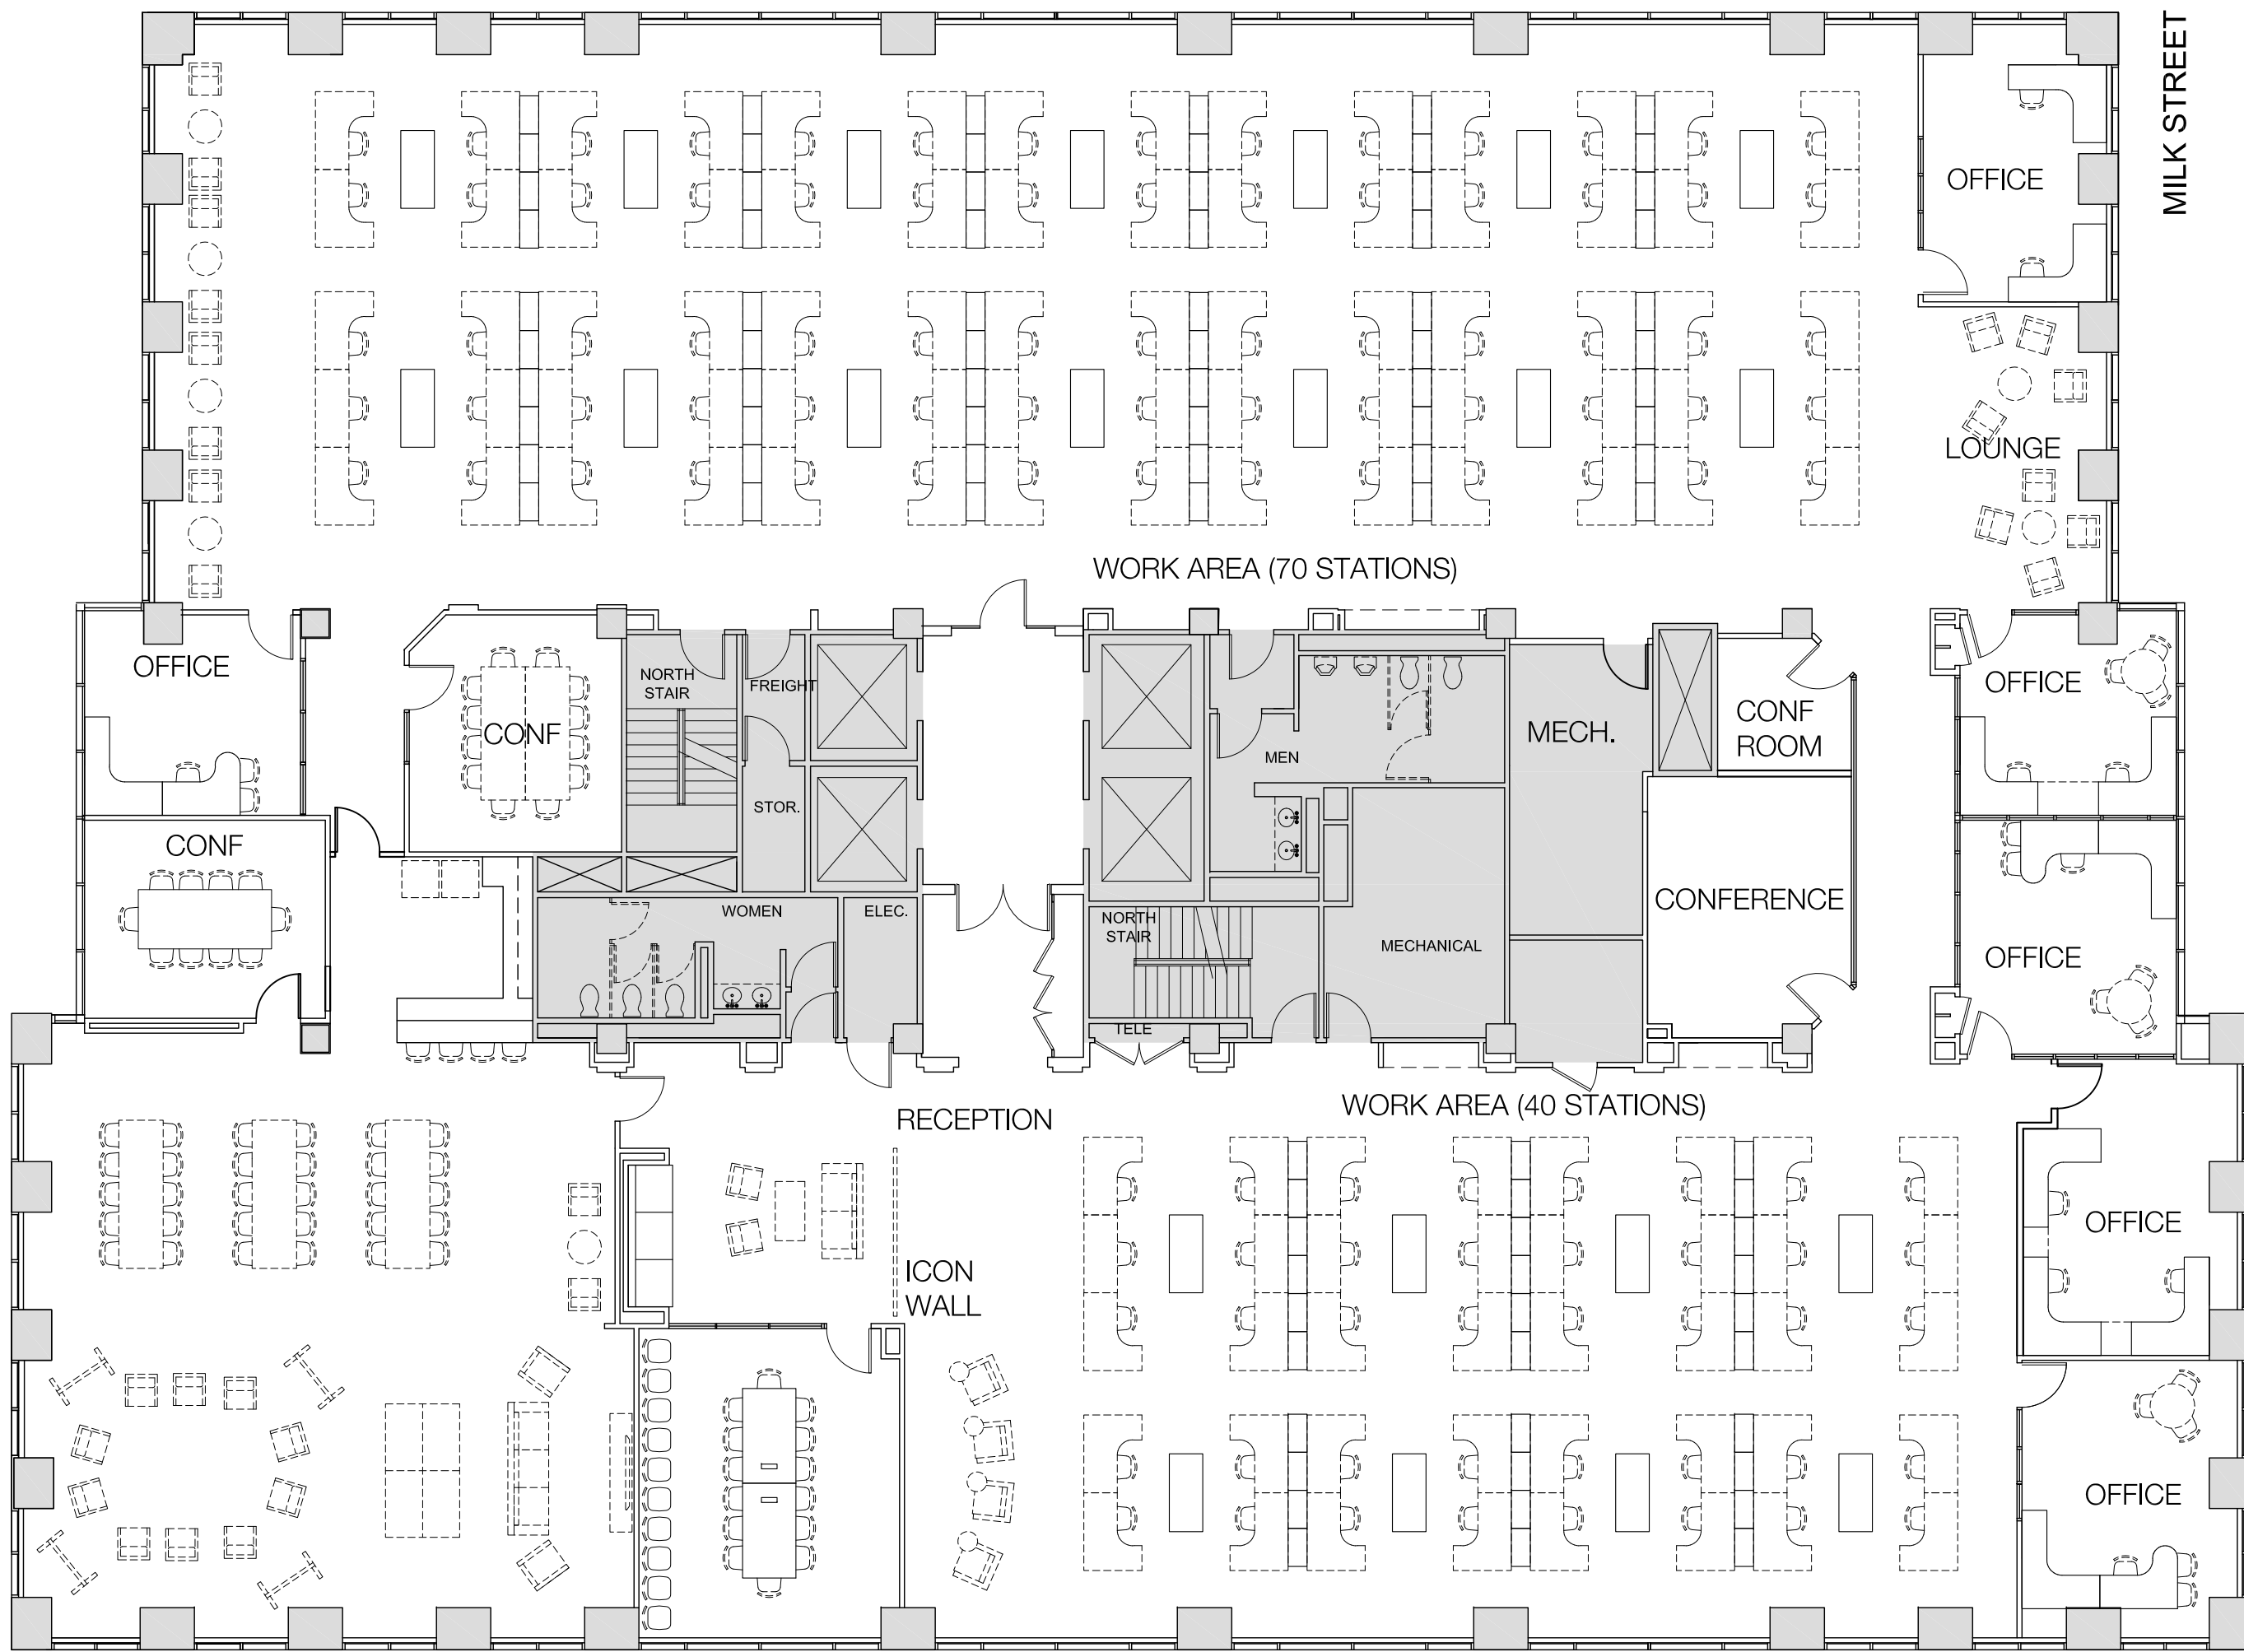 MILK STREET
OFFICE
LOUNGE
WORK AREA (70 STATIONS)
OFFICE
NORTH
STAIR
FREIGHT
CONF
OFFICE
CONF
ROOM
MECH.
MEN
STOR.
CONF
CONFERENCE
WOMEN
ELEC.
NORTH
STAIR
MECHANICAL
OFFICE
TELE
RECEPTION
WORK AREA (40 STATIONS)
OFFICE
ICON
WALL
OFFICE